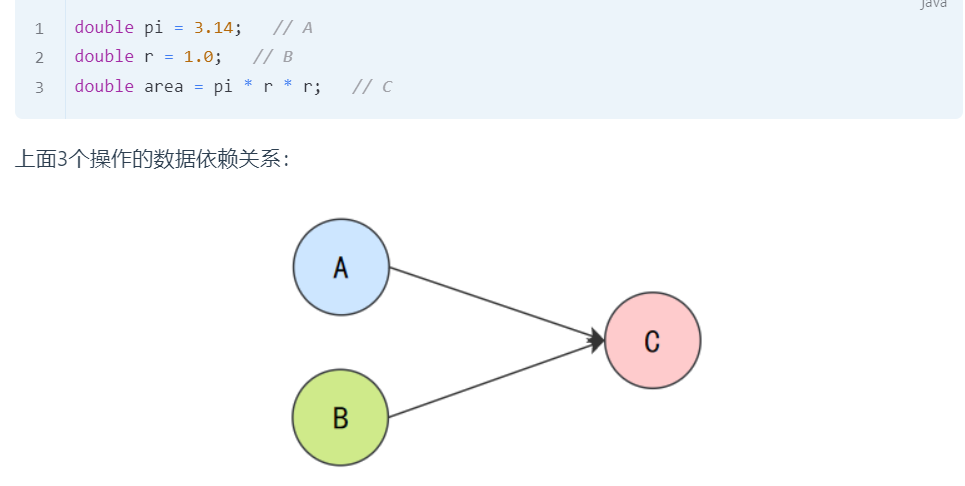 java
1 double pi = 3.14; // A
2 double r = 1.0; // B
3 double area = pi * r * r; // C
上面3个操作的数据依赖关系：
A
C
B